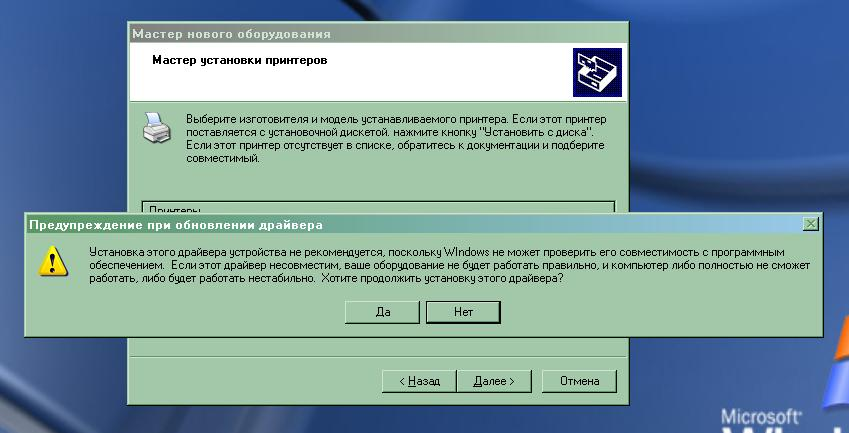 Мастер нового оборудования
Мастер установки принтеров
Выберите изготовителя и модель устанавливаемого принтера. Если этот принтер
поставляется с установочной дискетой. нажмите кнопку "Установить с диска".
Если этот принтер отсутствует в списке, обратитесь к документации и подберите
совместимый.
Принтеры
Предупреждение при обновлении драйвера
Установка этого драйвера устройства не рекомендуется, поскольку WIndows не может проверить его совместимость с программным
обеспечением. Если этот драйвер несовместим, ваше оборудование не будет работать правильно, и компьютер либо полностью не сможет
работать, либо будет работать нестабильно. Хотите продолжить установку этого драйвера?
Да Нет
< Назад Далее > Отмена
Microsoft